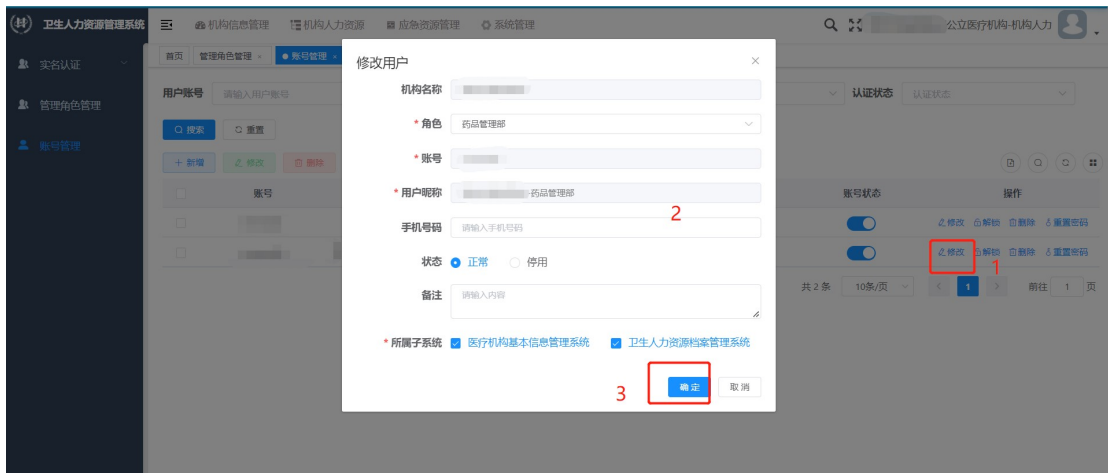 卫生人力资源管理系统 机构信息管理 机构人力资源 应急资源管理 系统管理 公立医疗机构-机构人力
首页 管理角色管理 × 账号管理 ×
实名认证
管理角色管理
账号管理
用户账号 请输入用户账号 认证状态 认证状态
搜索 重置
新增 修改 删除
账号 账号状态 操作
修改 解锁 删除 重置密码
修改 解锁 删除 重置密码
1
共 2 条 10条/页 < 1 > 前往 1 页
修改用户 ×
机构名称
* 角色 药品管理部
* 账号
* 用户昵称 -药品管理部
2
手机号码 请输入手机号码
状态 正常 停用
备注 请输入内容
* 所属子系统 医疗机构基本信息管理系统 卫生人力资源档案管理系统
3 确定 取消